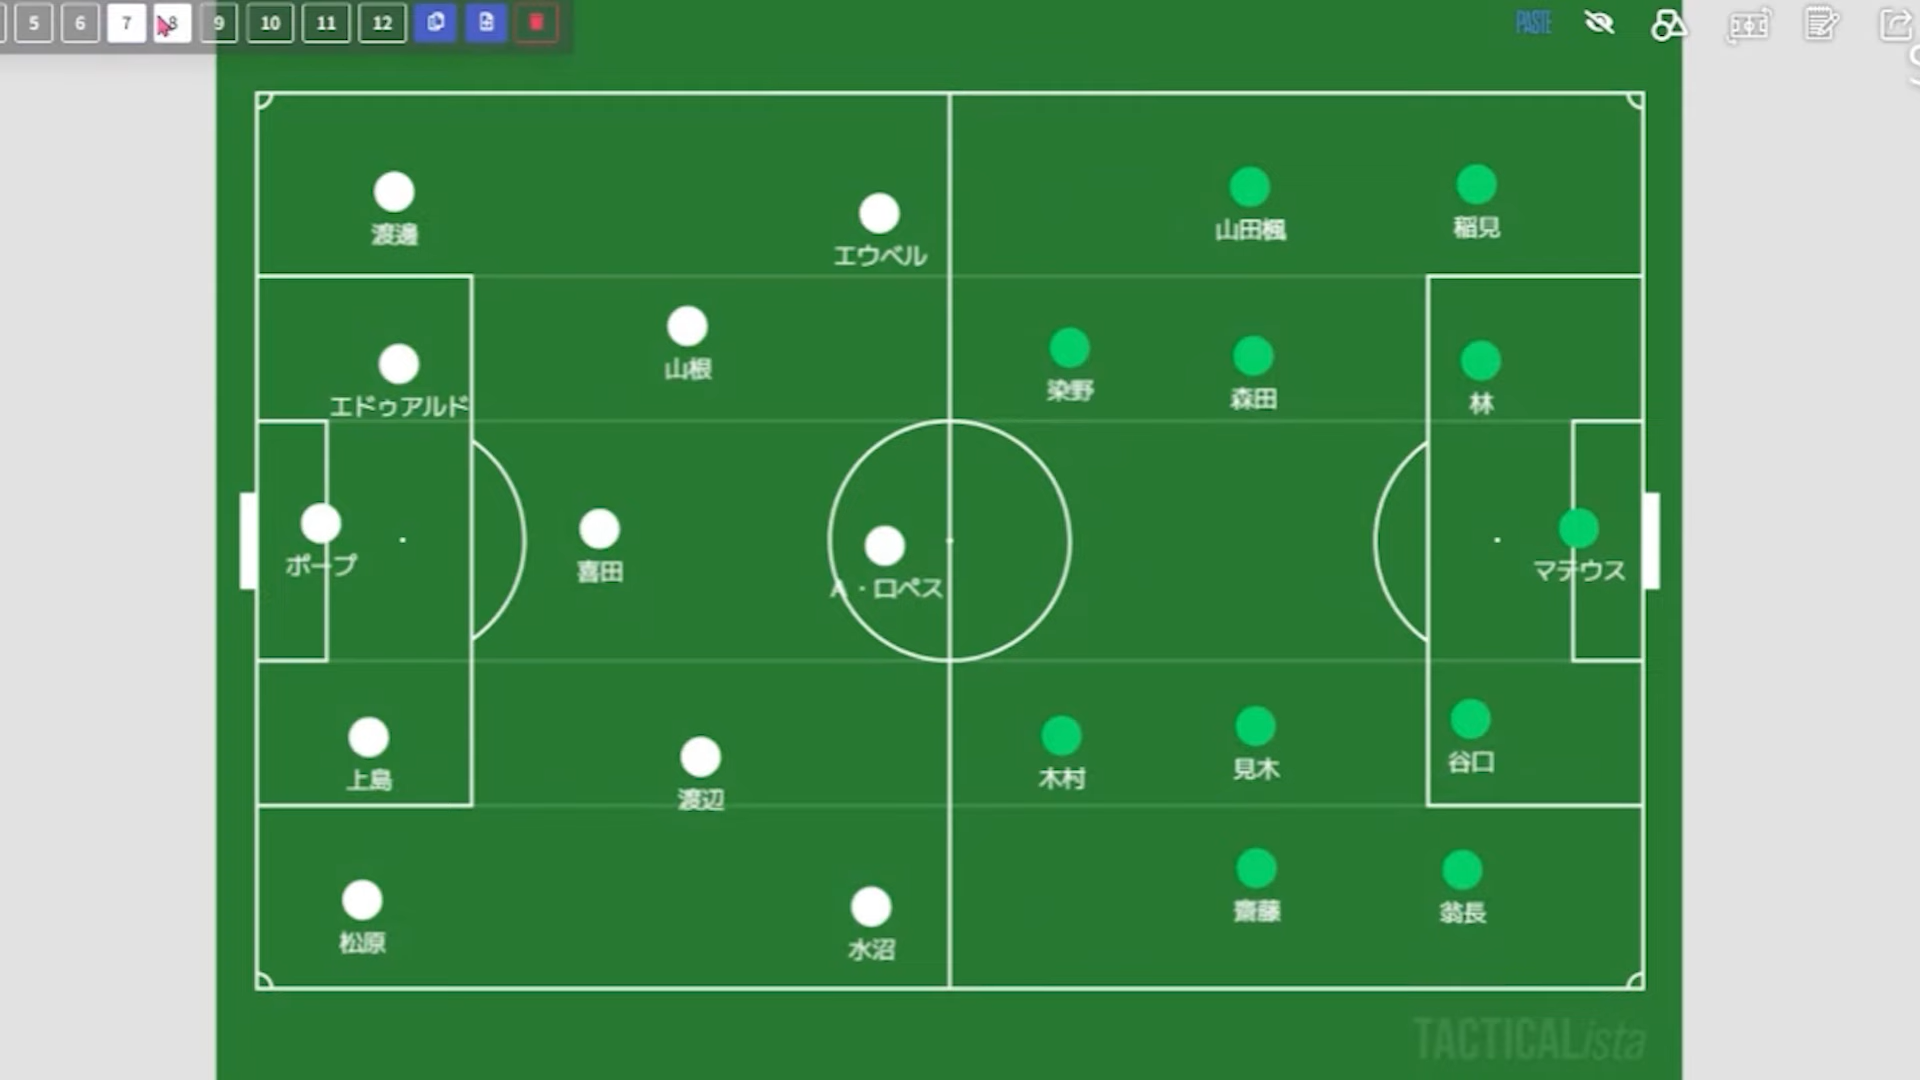 5 6 7 8 9 10 11 12
PASTE
渡邉
エウベル
山田楓
稲見
エドゥアルド
山根
染野
森田
林
ポープ
喜田
A・ロペス
マテウス
上島
渡辺
木村
見木
谷口
松原
水沼
齋藤
翁長
TACTICALista